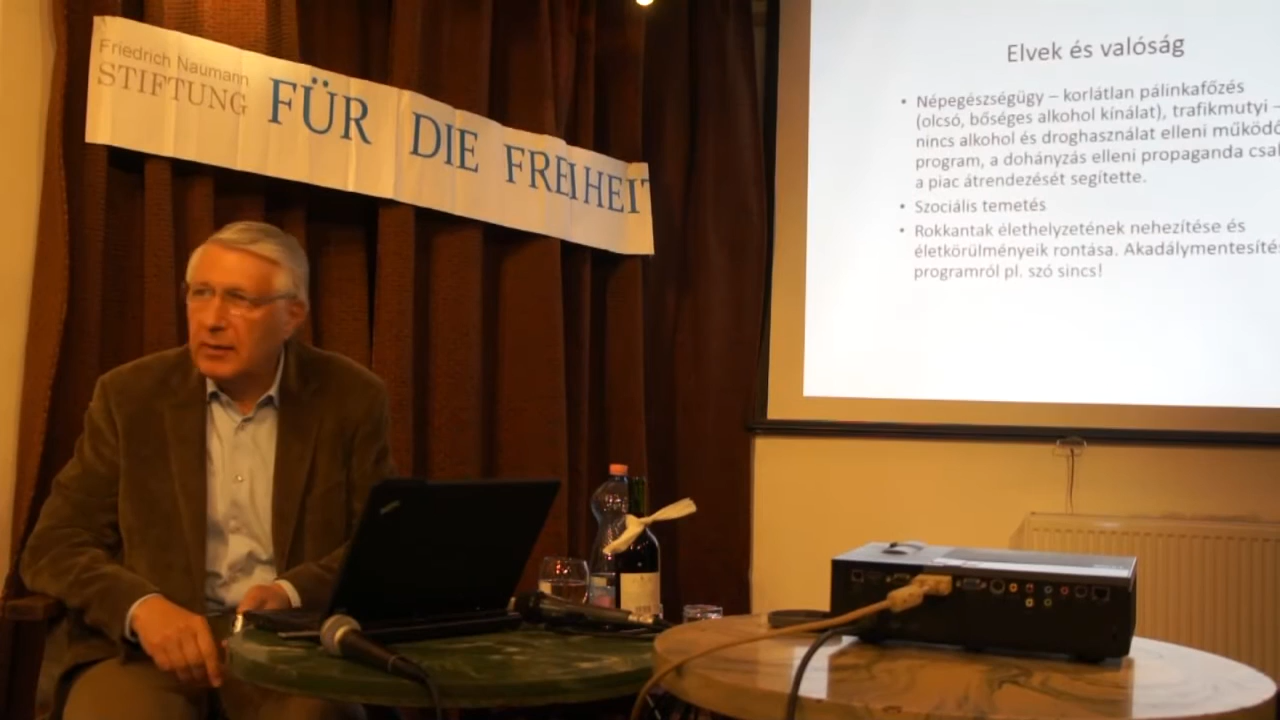 Friedrich Naumann
STIFTUNG FÜR DIE FREIHEIT
Elvek és valóság
• Népegészségügy – korlátlan pálinkafőzés
(olcsó, bőséges alkohol kínálat), trafikmutyi –
nincs alkohol és droghasználat elleni működő
program, a dohányzás elleni propaganda csa
a piac átrendezését segítette.
• Szociális temetés
• Rokkantak élethelyzetének nehezítése és
életkörülményeik rontása. Akadálymentesíté
programról pl. szó sincs!